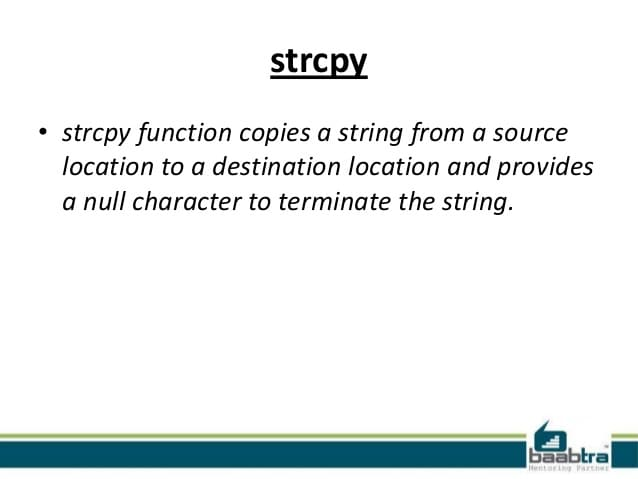 strcpy
• strcpy function copies a string from a source
location to a destination location and provides
a null character to terminate the string.
baabtra
Mentoring Partner